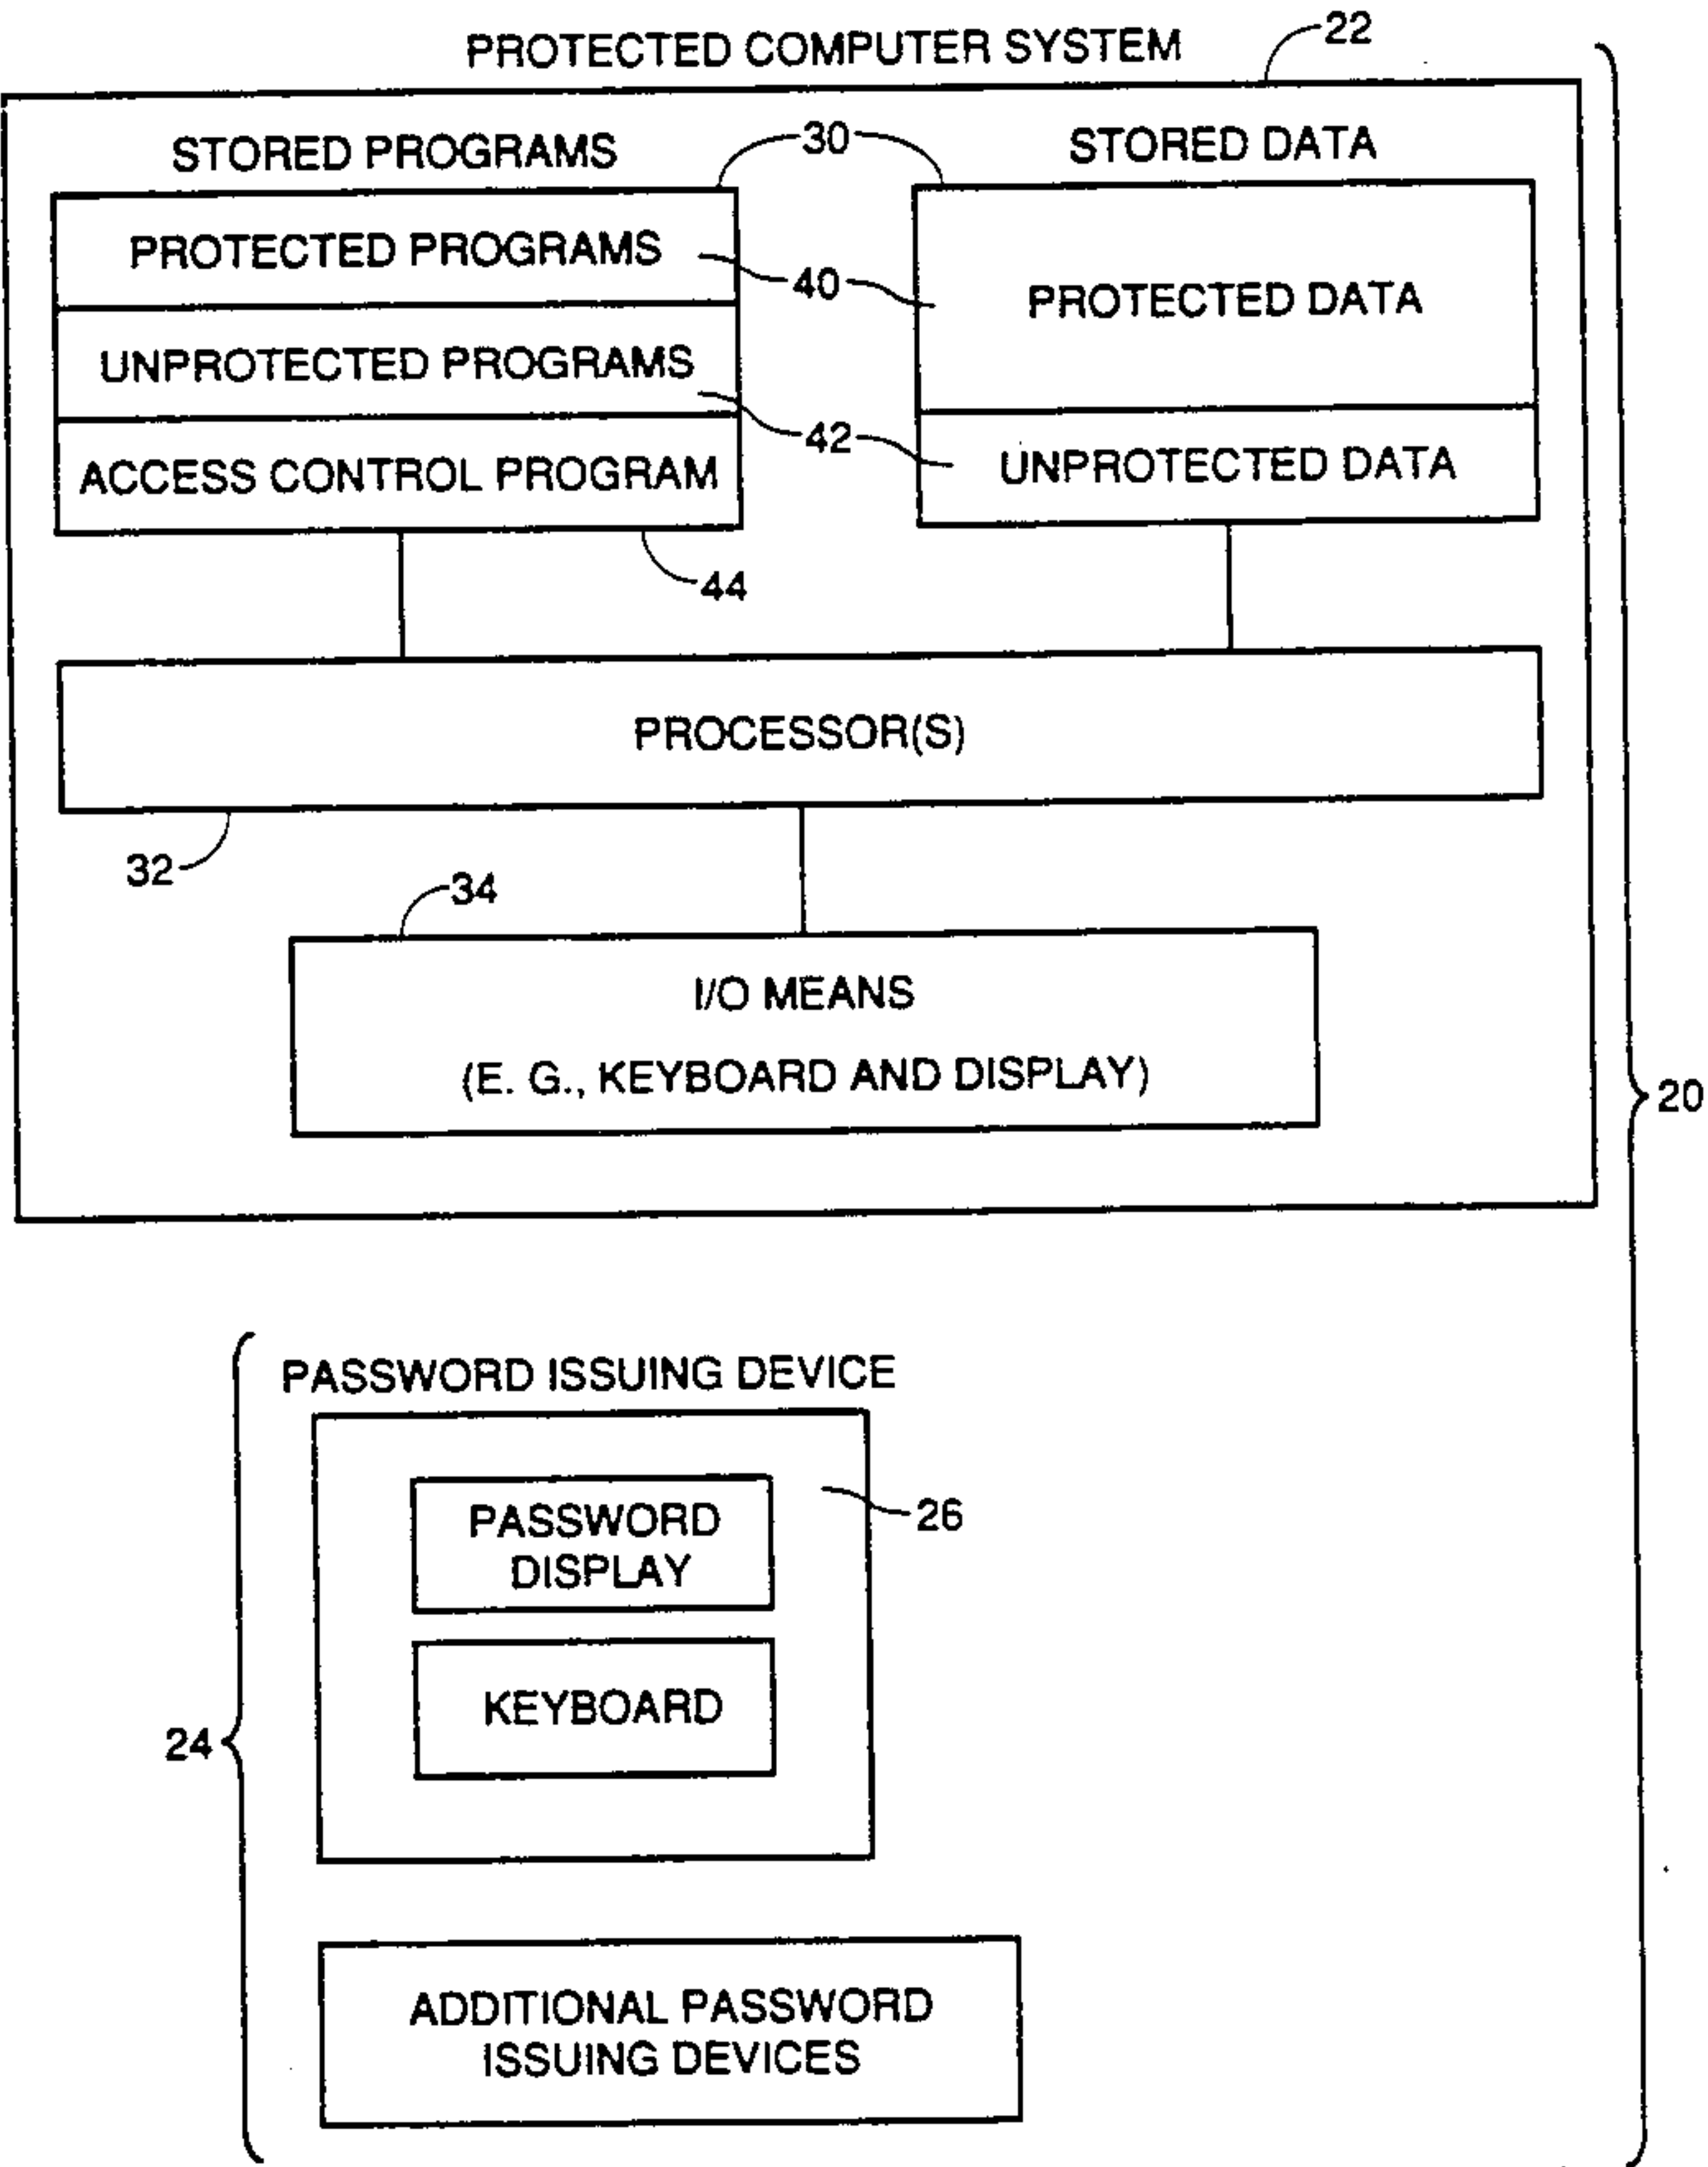 PROTECTED COMPUTER SYSTEM
22
STORED PROGRAMS
30
STORED DATA
PROTECTED PROGRAMS
40
PROTECTED DATA
UNPROTECTED PROGRAMS
42
UNPROTECTED DATA
ACCESS CONTROL PROGRAM
44
PROCESSOR(S)
32
34
I/O MEANS
(E. G., KEYBOARD AND DISPLAY)
20
PASSWORD ISSUING DEVICE
PASSWORD
DISPLAY
26
KEYBOARD
24
ADDITIONAL PASSWORD
ISSUING DEVICES